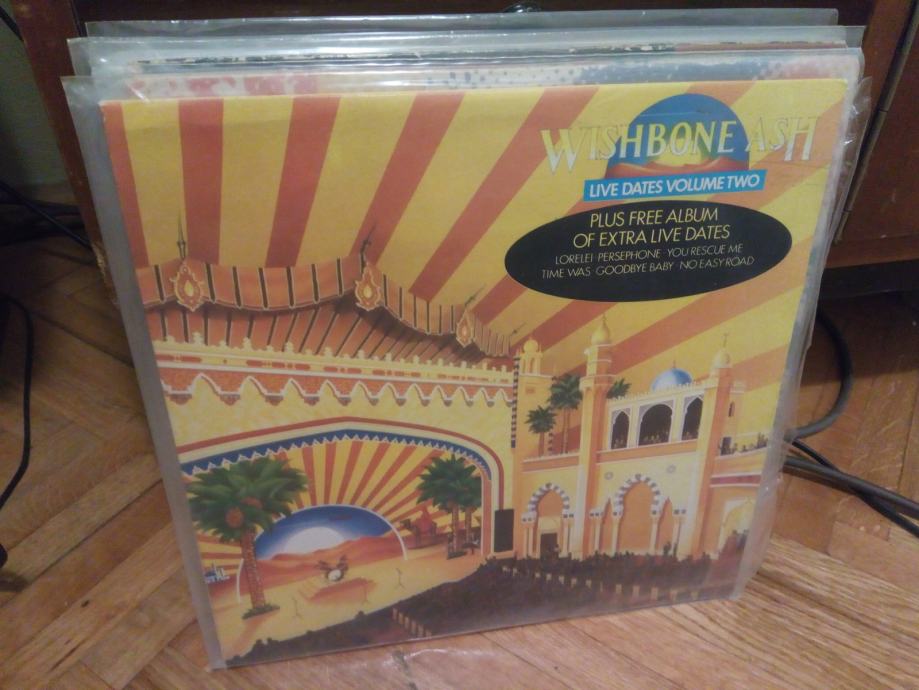 WISHBONE ASH
LIVE DATES VOLUME TWO
PLUS FREE ALBUM
OF EXTRA LIVE DATES
LORELEI PERSEPHONE YOU RESCUE ME
TIME WAS GOODBYE BABY · NO EASY ROAD